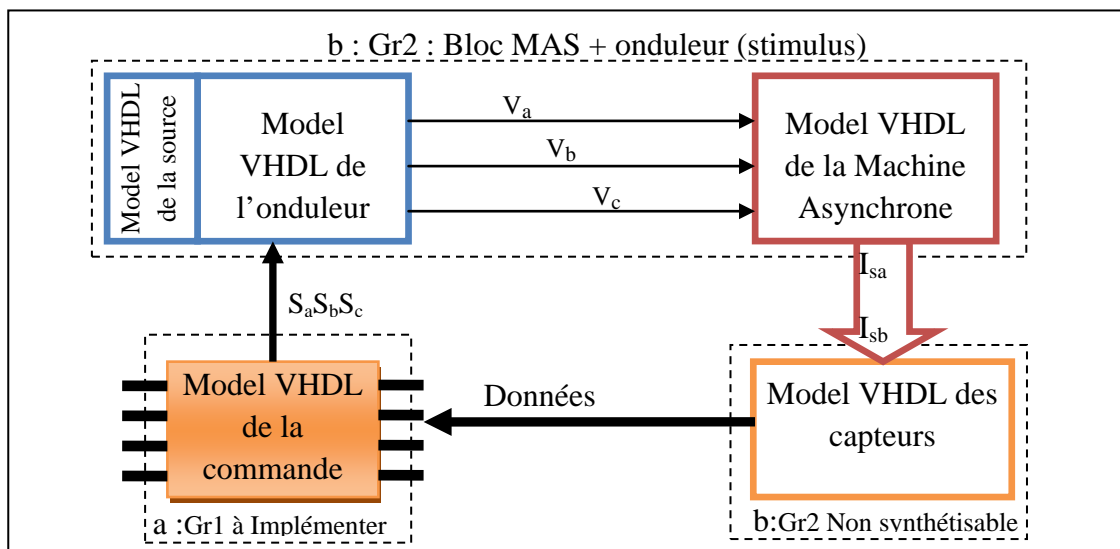 b : Gr2 : Bloc MAS + onduleur (stimulus)
Model VHDL
de la source
Model
VHDL de
l’onduleur
Va
Vb
Vc
Model VHDL
de la Machine
Asynchrone
Isa
Isb
SaSbSc
Model VHDL
de la
commande
Données
Model VHDL des
capteurs
a :Gr1 à Implémenter
b:Gr2 Non synthétisable